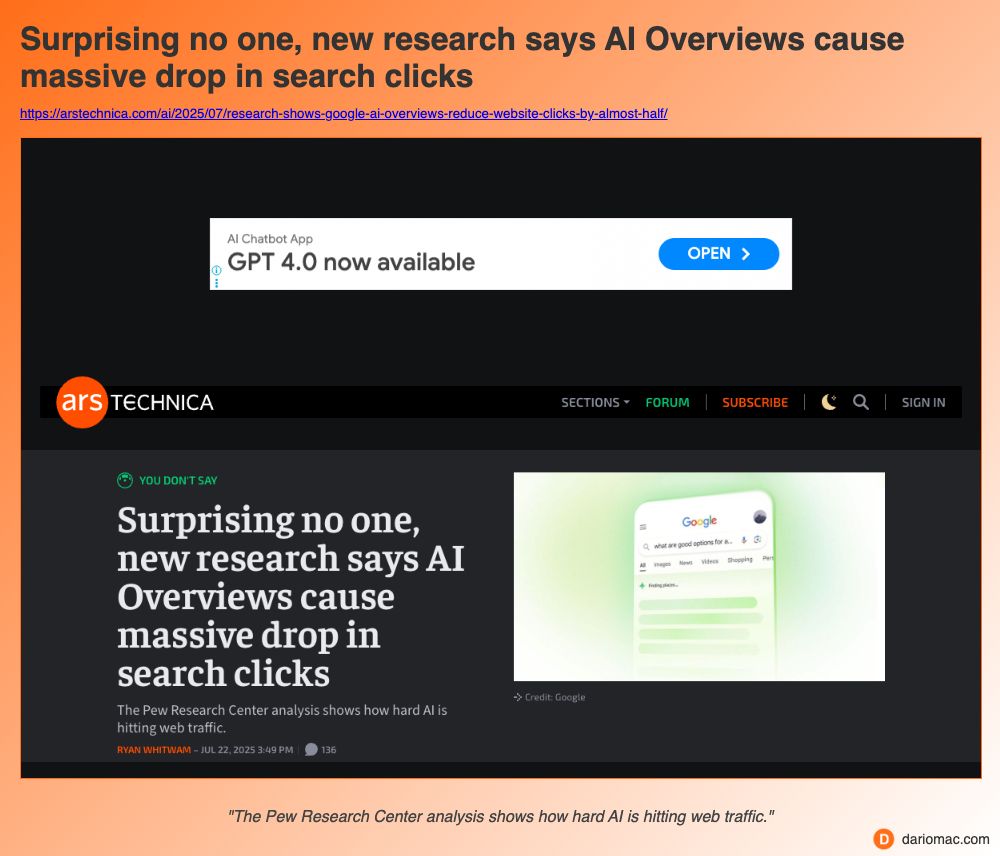 Surprising no one, new research says AI Overviews cause
massive drop in search clicks
https://arstechnica.com/ai/2025/07/research-shows-google-ai-overviews-reduce-website-clicks-by-almost-half/
AI Chatbot App
GPT 4.0 now available
OPEN
ars TECHNICA
SECTIONS
FORUM
SUBSCRIBE
SIGN IN
YOU DON'T SAY
Surprising no one,
new research says AI
Overviews cause
massive drop in
search clicks
The Pew Research Center analysis shows how hard AI is
hitting web traffic.
RYAN WHITWAM – JUL 22, 2025 3:49 PM | 136
Google
what are good options for a...
All Images News Videos Shopping Pers
Finding places...
Credit: Google
"The Pew Research Center analysis shows how hard AI is hitting web traffic."
D dariomac.com